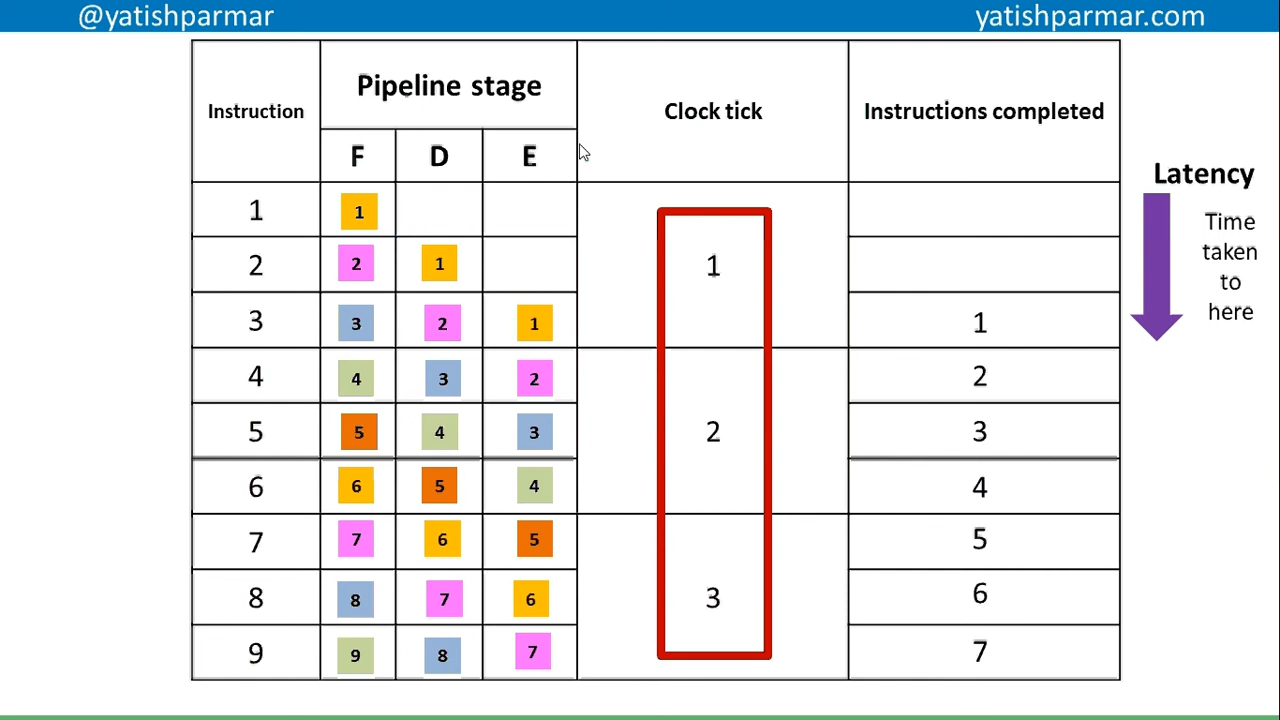 @yatishparmar yatishparmar.com
Instruction Pipeline stage Clock tick Instructions completed
F D E
Latency
Time
taken
to
here
1 1
2 2 1 1
3 3 2 1 1
4 4 3 2 2
5 5 4 3 2 3
6 6 5 4 4
7 7 6 5 5
8 8 7 6 3 6
9 9 8 7 7